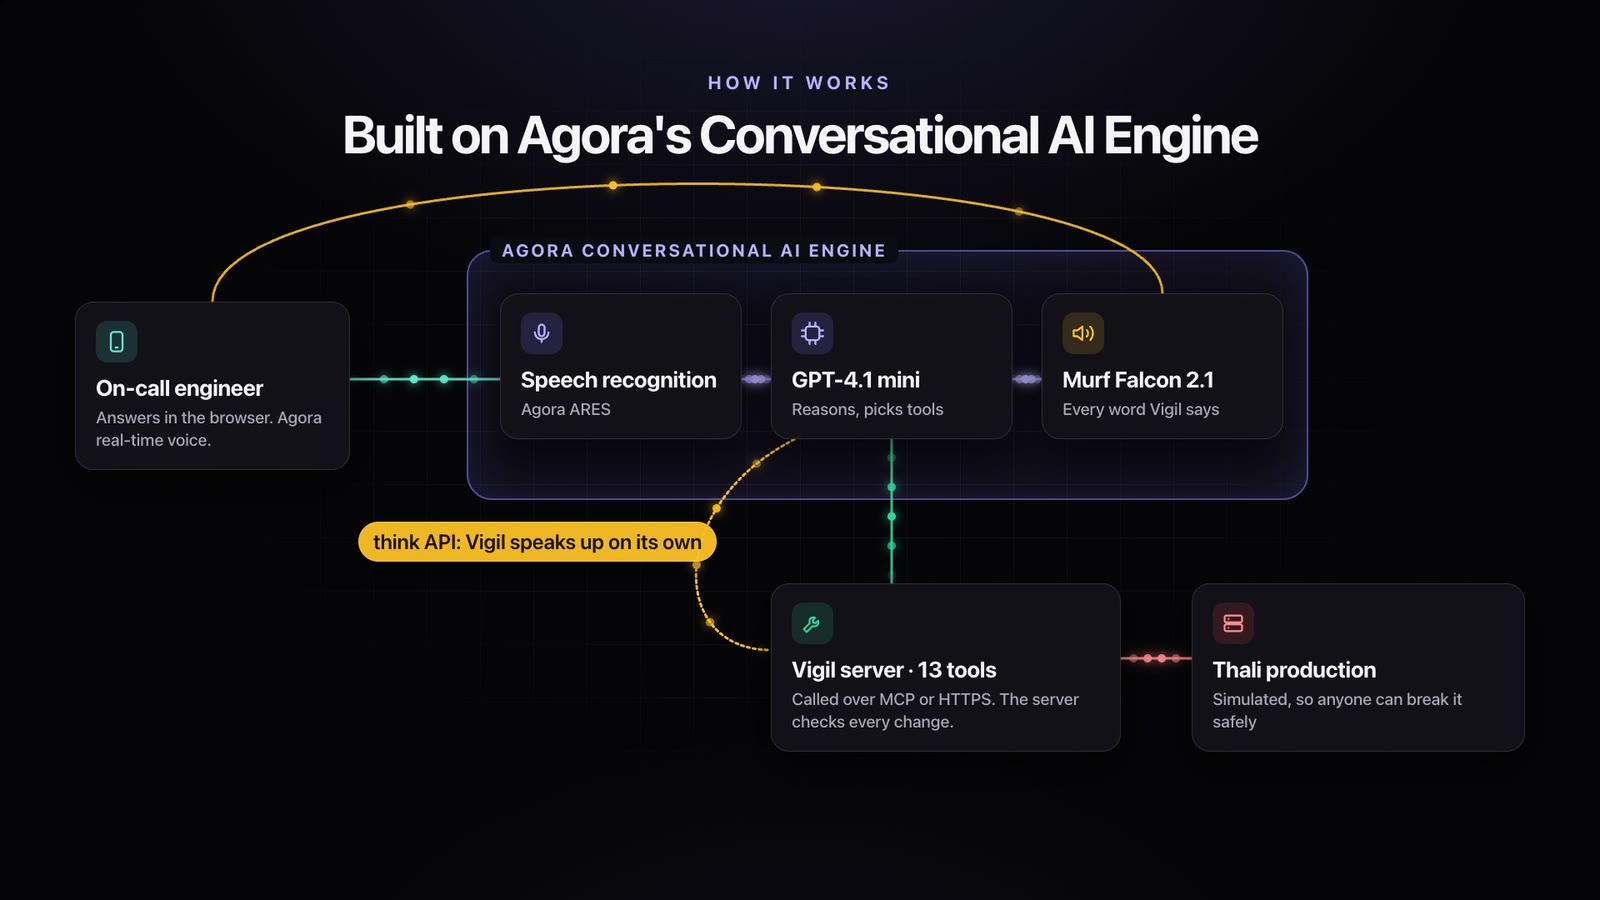 HOW IT WORKS
Built on Agora's Conversational AI Engine
AGORA CONVERSATIONAL AI ENGINE
On-call engineer
Answers in the browser. Agora
real-time voice.
Speech recognition
Agora ARES
GPT-4.1 mini
Reasons, picks tools
Murf Falcon 2.1
Every word Vigil says
think API: Vigil speaks up on its own
Vigil server · 13 tools
Called over MCP or HTTPS. The server
checks every change.
Thali production
Simulated, so anyone can break it
safely